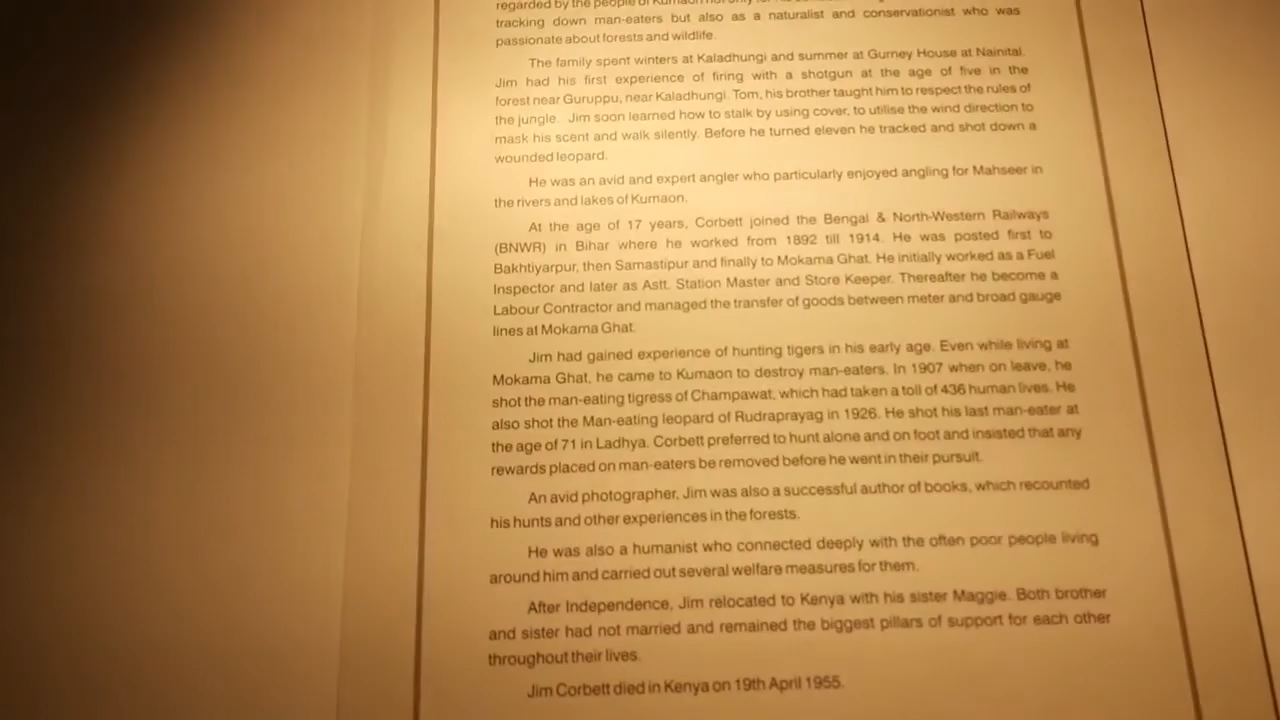 regarded by the people of Kumaon not only for his
tracking down man-eaters but also as a naturalist and conservationist who was
passionate about forests and wildlife.
The family spent winters at Kaladhungi and summer at Gurney House at Nainital.
Jim had his first experience of firing with a shotgun at the age of five in the
forest near Guruppu, near Kaladhungi. Tom, his brother taught him to respect the rules of
the jungle. Jim soon learned how to stalk by using cover, to utilise the wind direction to
mask his scent and walk silently. Before he turned eleven he tracked and shot down a
wounded leopard.
He was an avid and expert angler who particularly enjoyed angling for Mahseer in
the rivers and lakes of Kumaon.
At the age of 17 years, Corbett joined the Bengal & North-Western Railways
(BNWR) in Bihar where he worked from 1892 till 1914. He was posted first to
Bakhtiyarpur, then Samastipur and finally to Mokama Ghat. He initially worked as a Fuel
Inspector and later as Astt. Station Master and Store Keeper. Thereafter he become a
Labour Contractor and managed the transfer of goods between meter and broad gauge
lines at Mokama Ghat.
Jim had gained experience of hunting tigers in his early age. Even while living at
Mokama Ghat, he came to Kumaon to destroy man-eaters. In 1907 when on leave, he
shot the man-eating tigress of Champawat, which had taken a toll of 436 human lives. He
also shot the Man-eating leopard of Rudraprayag in 1926. He shot his last man-eater at
the age of 71 in Ladhya. Corbett preferred to hunt alone and on foot and insisted that any
rewards placed on man-eaters be removed before he went in their pursuit.
An avid photographer, Jim was also a successful author of books, which recounted
his hunts and other experiences in the forests.
He was also a humanist who connected deeply with the often poor people living
around him and carried out several welfare measures for them.
After Independence, Jim relocated to Kenya with his sister Maggie. Both brother
and sister had not married and remained the biggest pillars of support for each other
throughout their lives.
Jim Corbett died in Kenya on 19th April 1955.